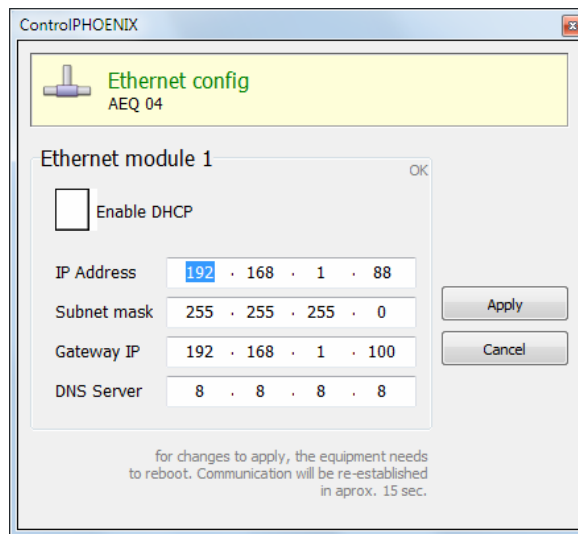 ControlPHOENIX
Ethernet config
AEQ 04
Ethernet module 1
OK
Enable DHCP
IP Address 192 . 168 . 1 . 88
Subnet mask 255 . 255 . 255 . 0
Apply
Gateway IP 192 . 168 . 1 . 100
Cancel
DNS Server 8 . 8 . 8 . 8
for changes to apply, the equipment needs
to reboot. Communication will be re-established
in aprox. 15 sec.